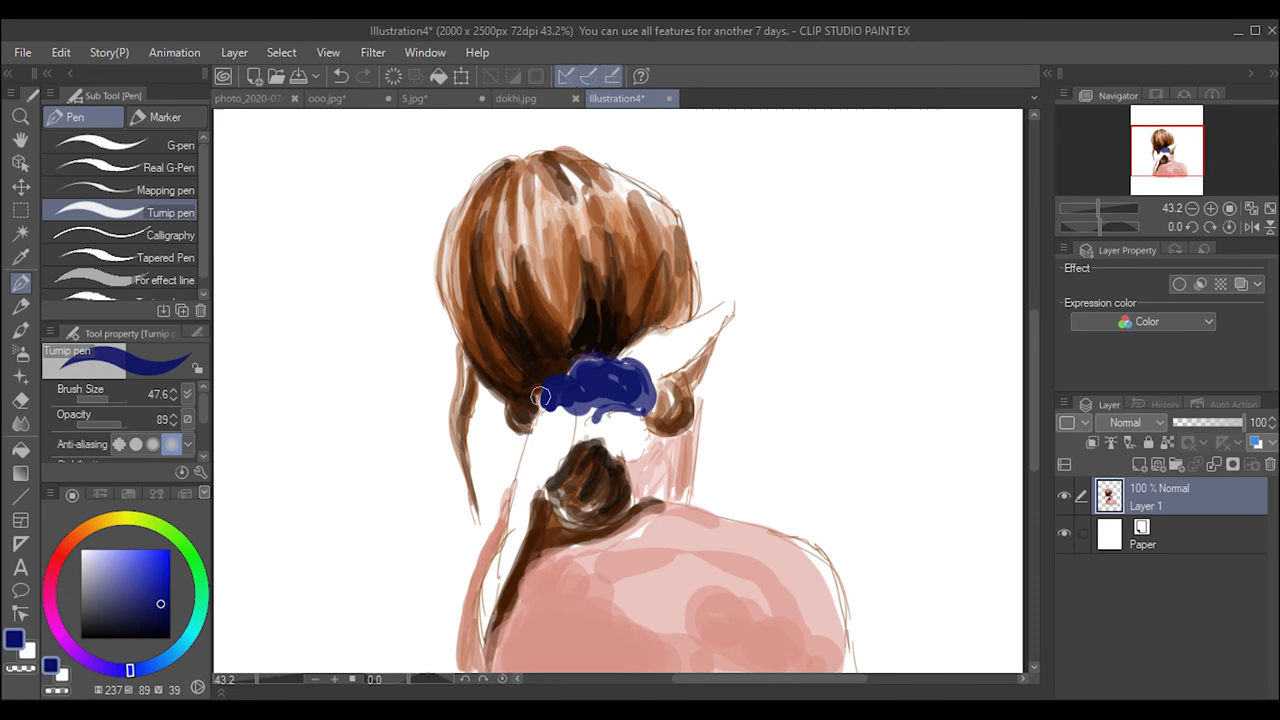 Illustration4* (2000 x 2500px 72dpi 43.2%) You can use all features for another 7 days. - CLIP STUDIO PAINT EX
File Edit Story(P) Animation Layer Select View Filter Window Help
Sub Tool [Pen]
photo_2020-07 ooo.jpg* 5.jpg* dokhi.jpg Illustration4*
Navigator
Pen Marker
G-pen
Real G-Pen
Mapping pen
Turnip pen
Calligraphy
Tapered Pen
For effect line
43.2
0.0
Layer Property
Effect
Expression color
Color
Tool property [Turnip p
Turnip pen
Brush Size 47.6
Opacity 89
Anti-aliasing
Layer History Auto Action
Normal 100
100 % Normal
Layer 1
Paper
H 237 S 89 V 39
43.2 0.0